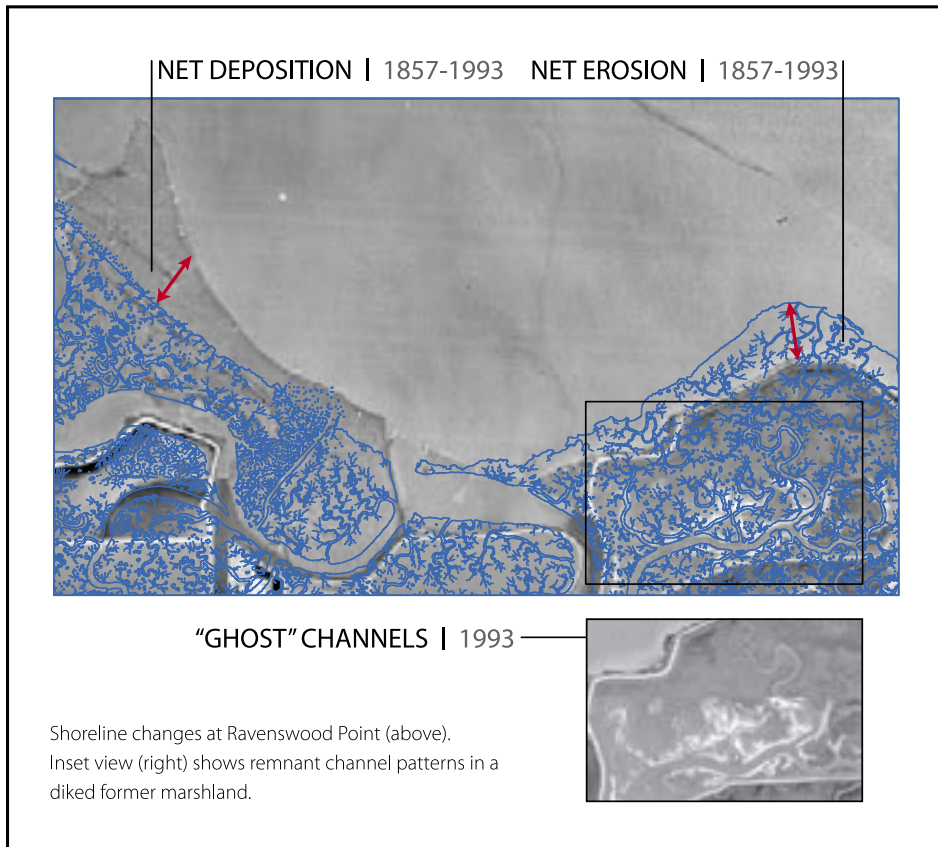 NET DEPOSITION | 1857-1993 NET EROSION | 1857-1993
"GHOST" CHANNELS | 1993
Shoreline changes at Ravenswood Point (above).
Inset view (right) shows remnant channel patterns in a
diked former marshland.